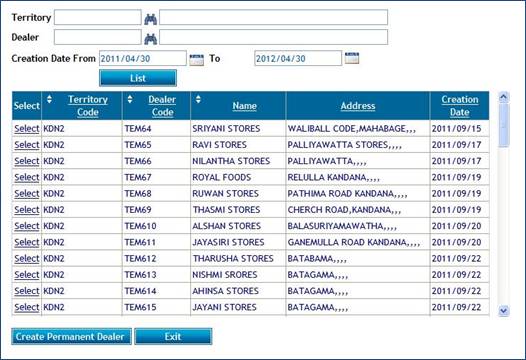 Territory
Dealer
Creation Date From 2011/04/30 To 2012/04/30
List
Select Territory Code Dealer Code Name Address Creation Date
Select KDN2 TEM64 SRIYANI STORES WALIBALL CODE,MAHABAGE,,, 2011/09/15
Select KDN2 TEM65 RAVI STORES PALLIYAWATTA STORES,,,, 2011/09/17
Select KDN2 TEM66 NILANTHA STORES PALLIYAWATTA,,,, 2011/09/17
Select KDN2 TEM67 ROYAL FOODS RELULLA KANDANA,,,, 2011/09/19
Select KDN2 TEM68 RUWAN STORES PATHIMA ROAD KANDANA,,,, 2011/09/19
Select KDN2 TEM69 THASMI STORES CHERCH ROAD,KANDANA,,, 2011/09/19
Select KDN2 TEM610 ALSHAN STORES BALASURIYAMAWATHA,,,, 2011/09/20
Select KDN2 TEM611 JAYASIRI STORES GANEMULLA ROAD KANDANA,,,, 2011/09/20
Select KDN2 TEM612 THARUSHA STORES BATABAMA,,,, 2011/09/22
Select KDN2 TEM613 NISHMI SRORES BATAGAMA,,,, 2011/09/22
Select KDN2 TEM614 AHINSA STORES BATAGAMA,,,, 2011/09/22
Select KDN2 TEM615 JAYANI STORES BATAGAMA,,,, 2011/09/22
Create Permanent Dealer Exit